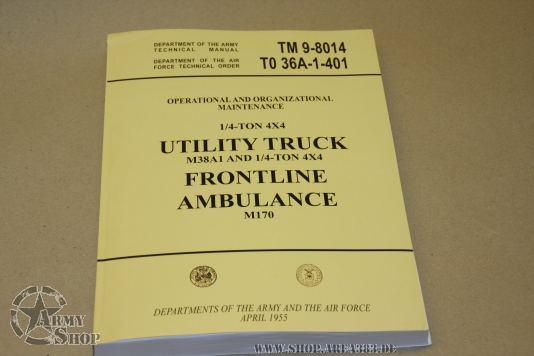 DEPARTMENT OF THE ARMY
TECHNICAL MANUAL
TM 9-8014
DEPARTMENT OF THE AIR
FORCE TECHNICAL ORDER
TO 36A-1-401
OPERATIONAL AND ORGANIZATIONAL
MAINTENANCE
1/4-TON 4X4
UTILITY TRUCK
M38A1 AND 1/4-TON 4X4
FRONTLINE
AMBULANCE
M170
DEPARTMENTS OF THE ARMY AND THE AIR FORCE
APRIL 1955
ARMY
SHOP